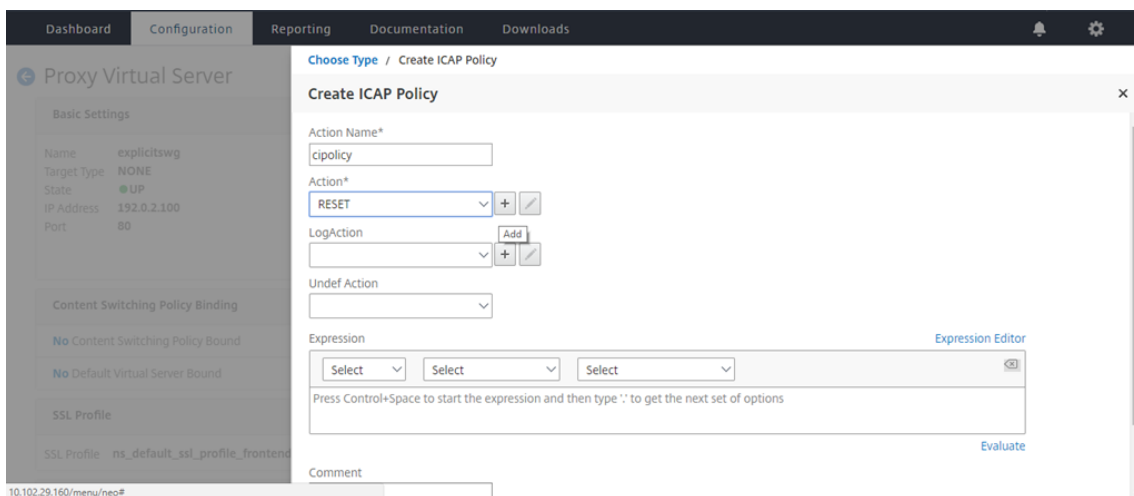 Dashboard Configuration Reporting Documentation Downloads
Choose Type / Create ICAP Policy
Proxy Virtual Server
Create ICAP Policy
Basic Settings
Name explicitswg
Target Type NONE
State UP
IP Address 192.0.2.100
Port 80
Content Switching Policy Binding
No Content Switching Policy Bound
No Default Virtual Server Bound
SSL Profile
SSL Profile ns_default_ssl_profile_frontend
Action Name*
cipolicy
Action*
RESET
Add
LogAction
Undef Action
Expression Expression Editor
Select Select Select
Press Control+Space to start the expression and then type '.' to get the next set of options
Evaluate
Comment
10.102.29.160/menu/neo#